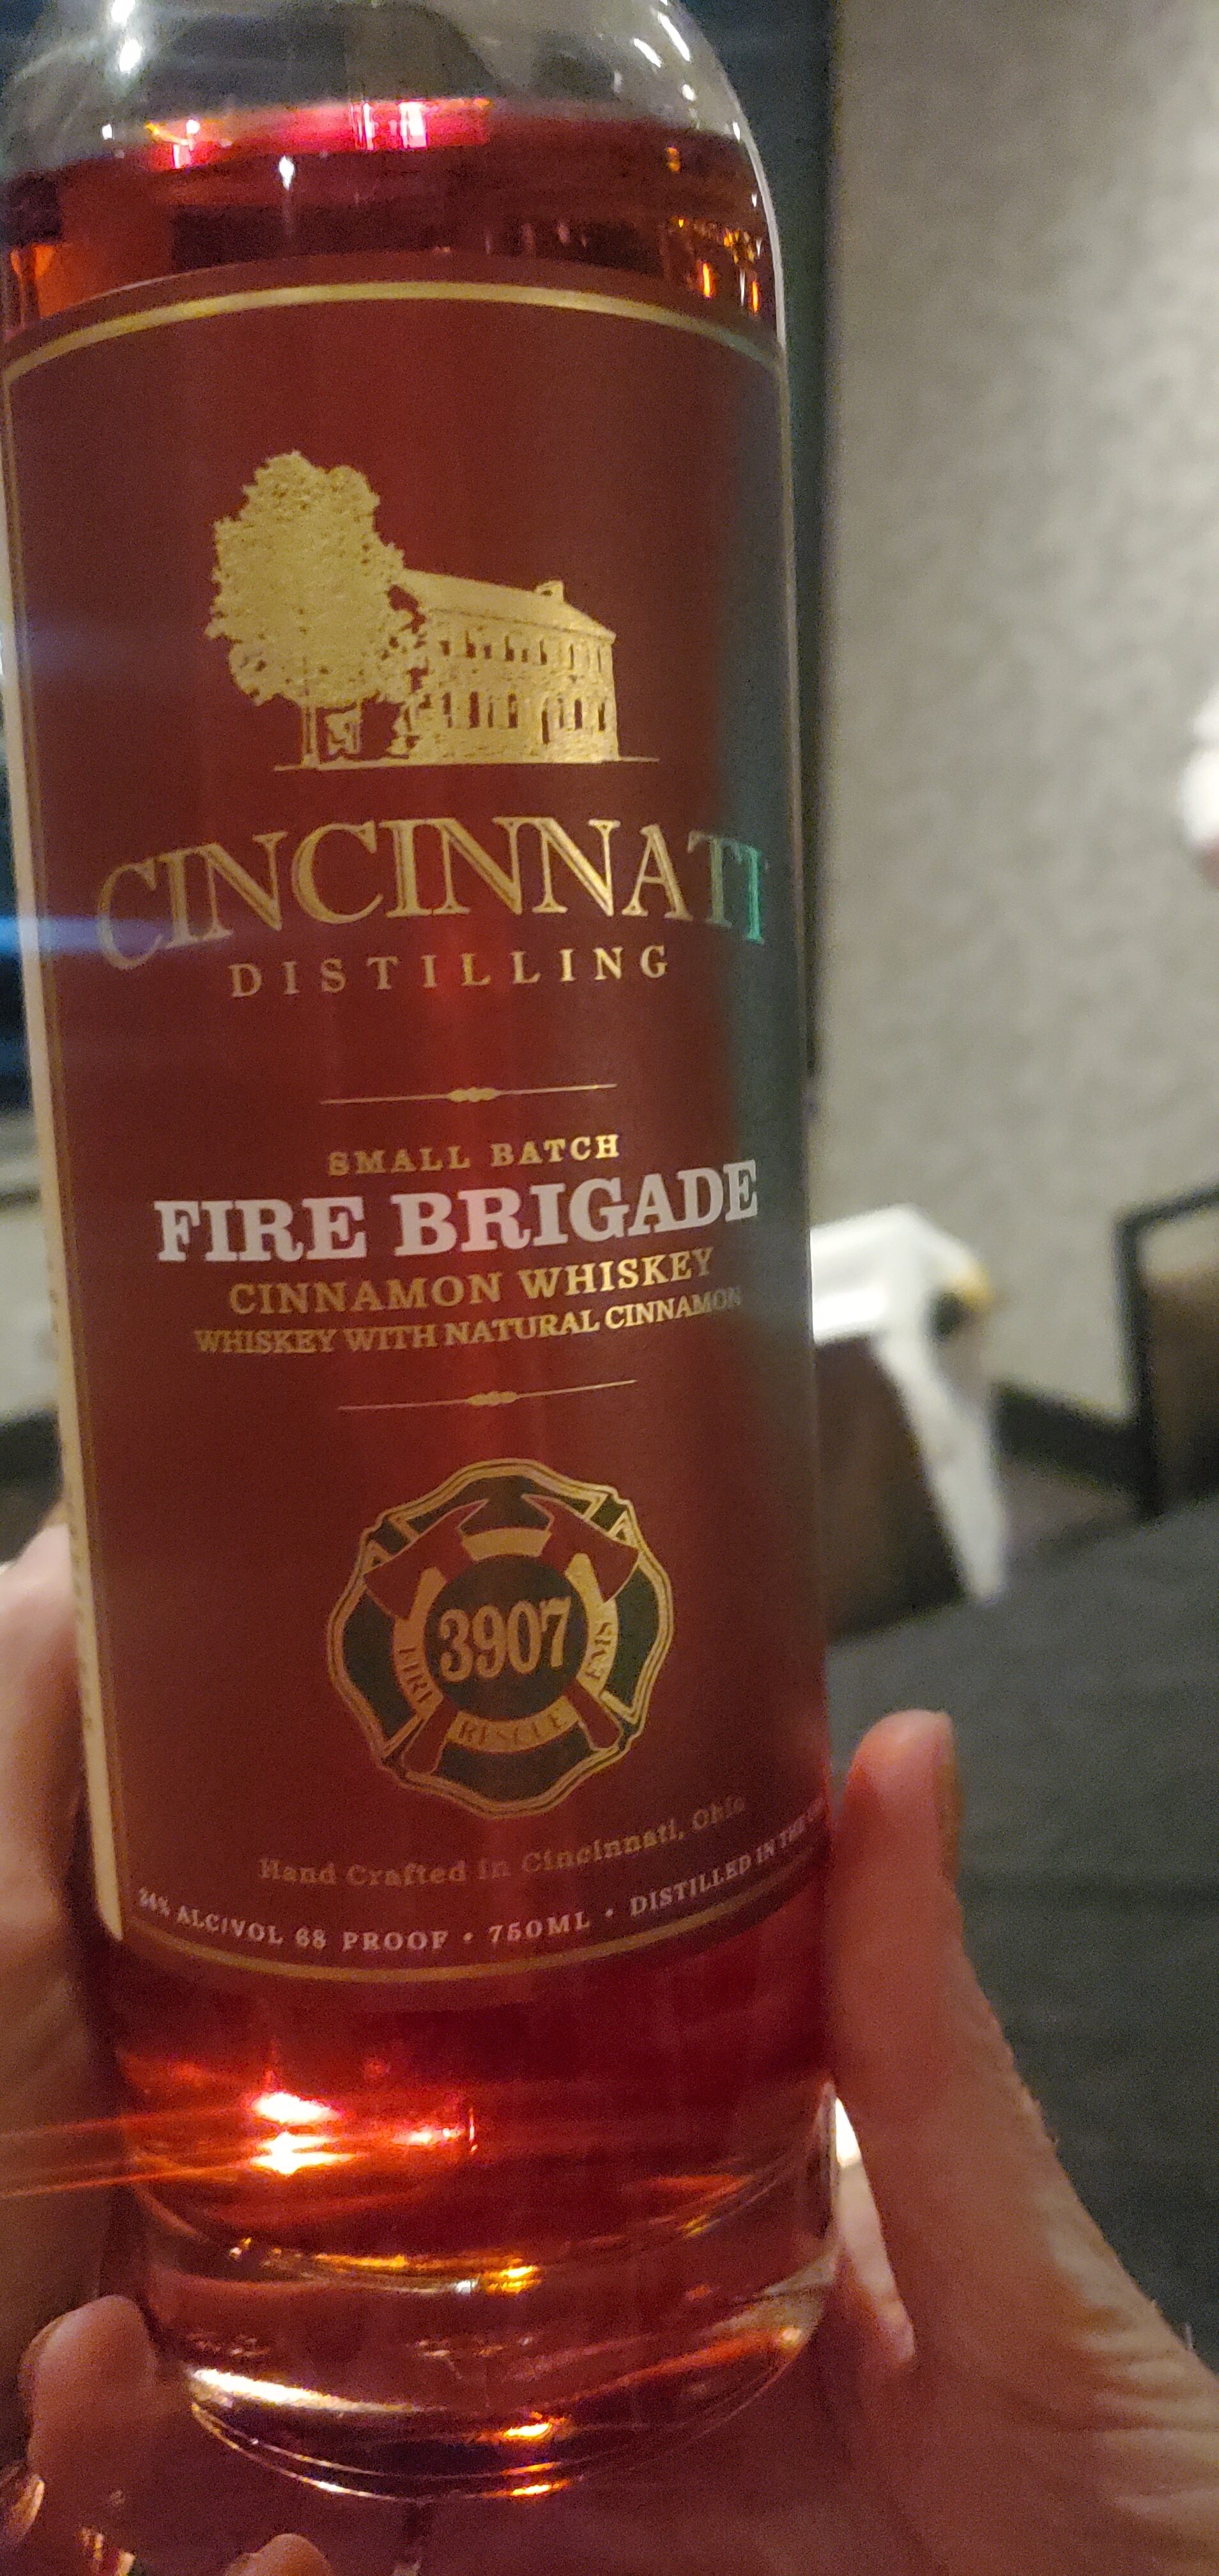 CINCINNATI
DISTILLING
SMALL BATCH
FIRE BRIGADE
CINNAMON WHISKEY
WHISKEY WITH NATURAL CINNAMON
3907
FIRE
EMS
RESCUE
Hand Crafted in Cincinnati, Ohio
34% ALC/VOL 68 PROOF • 750ML • DISTILLED IN THE